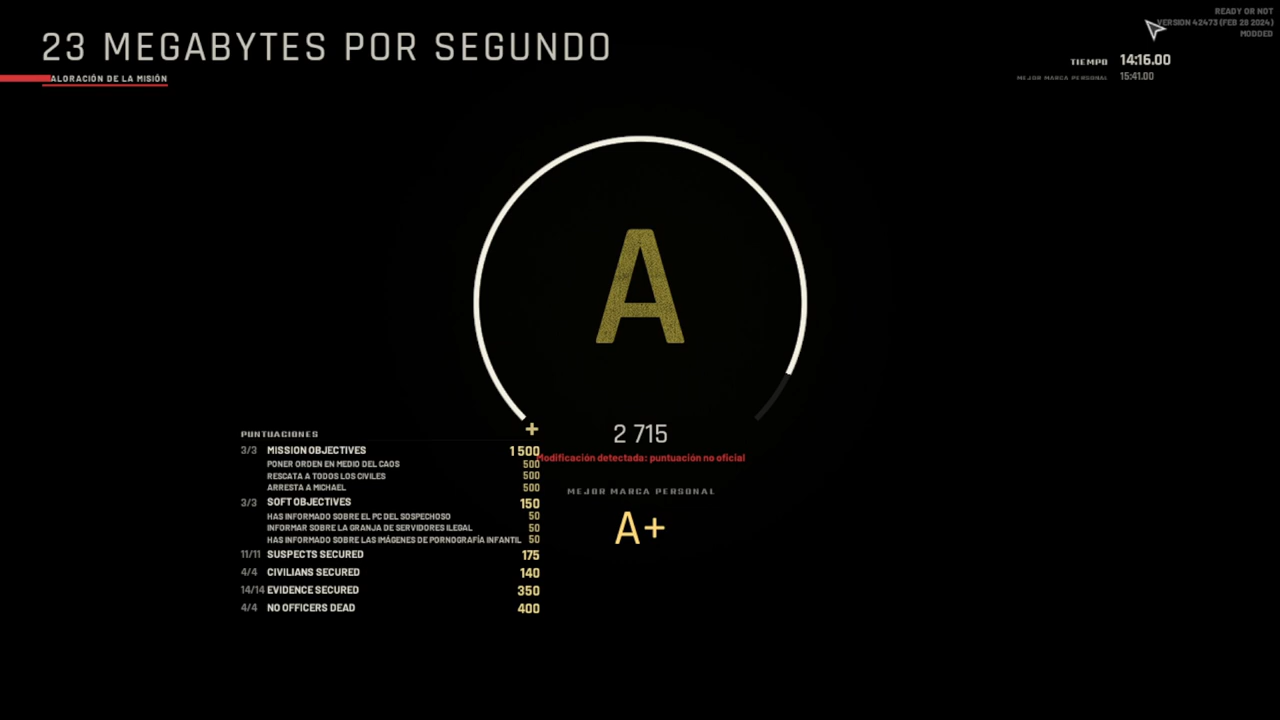 READY OR NOT
VERSION 42473 (FEB 28 2024)
MODDED
23 MEGABYTES POR SEGUNDO
ALORACIÓN DE LA MISIÓN
TIEMPO 14:16.00
MEJOR MARCA PERSONAL 15:41.00
A
2 715
Modificación detectada: puntuación no oficial
MEJOR MARCA PERSONAL
A+
PUNTUACIONES +
3/3 MISSION OBJECTIVES 1 500
PONER ORDEN EN MEDIO DEL CAOS 500
RESCATA A TODOS LOS CIVILES 500
ARRESTA A MICHAEL 500
3/3 SOFT OBJECTIVES 150
HAS INFORMADO SOBRE EL PC DEL SOSPECHOSO 50
INFORMAR SOBRE LA GRANJA DE SERVIDORES ILEGAL 50
HAS INFORMADO SOBRE LAS IMÁGENES DE PORNOGRAFÍA INFANTIL 50
11/11 SUSPECTS SECURED 175
4/4 CIVILIANS SECURED 140
14/14 EVIDENCE SECURED 350
4/4 NO OFFICERS DEAD 400